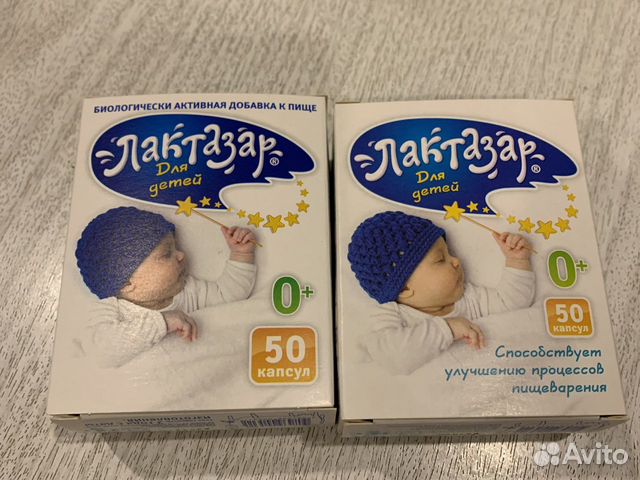 БИОЛОГИЧЕСКИ АКТИВНАЯ ДОБАВКА К ПИЩЕ
Лактазар®
Для
детей
0+
50
капсул
Лактазар®
Для
детей
0+
50
капсул
Способствует
улучшению процессов
пищеварения
Avito